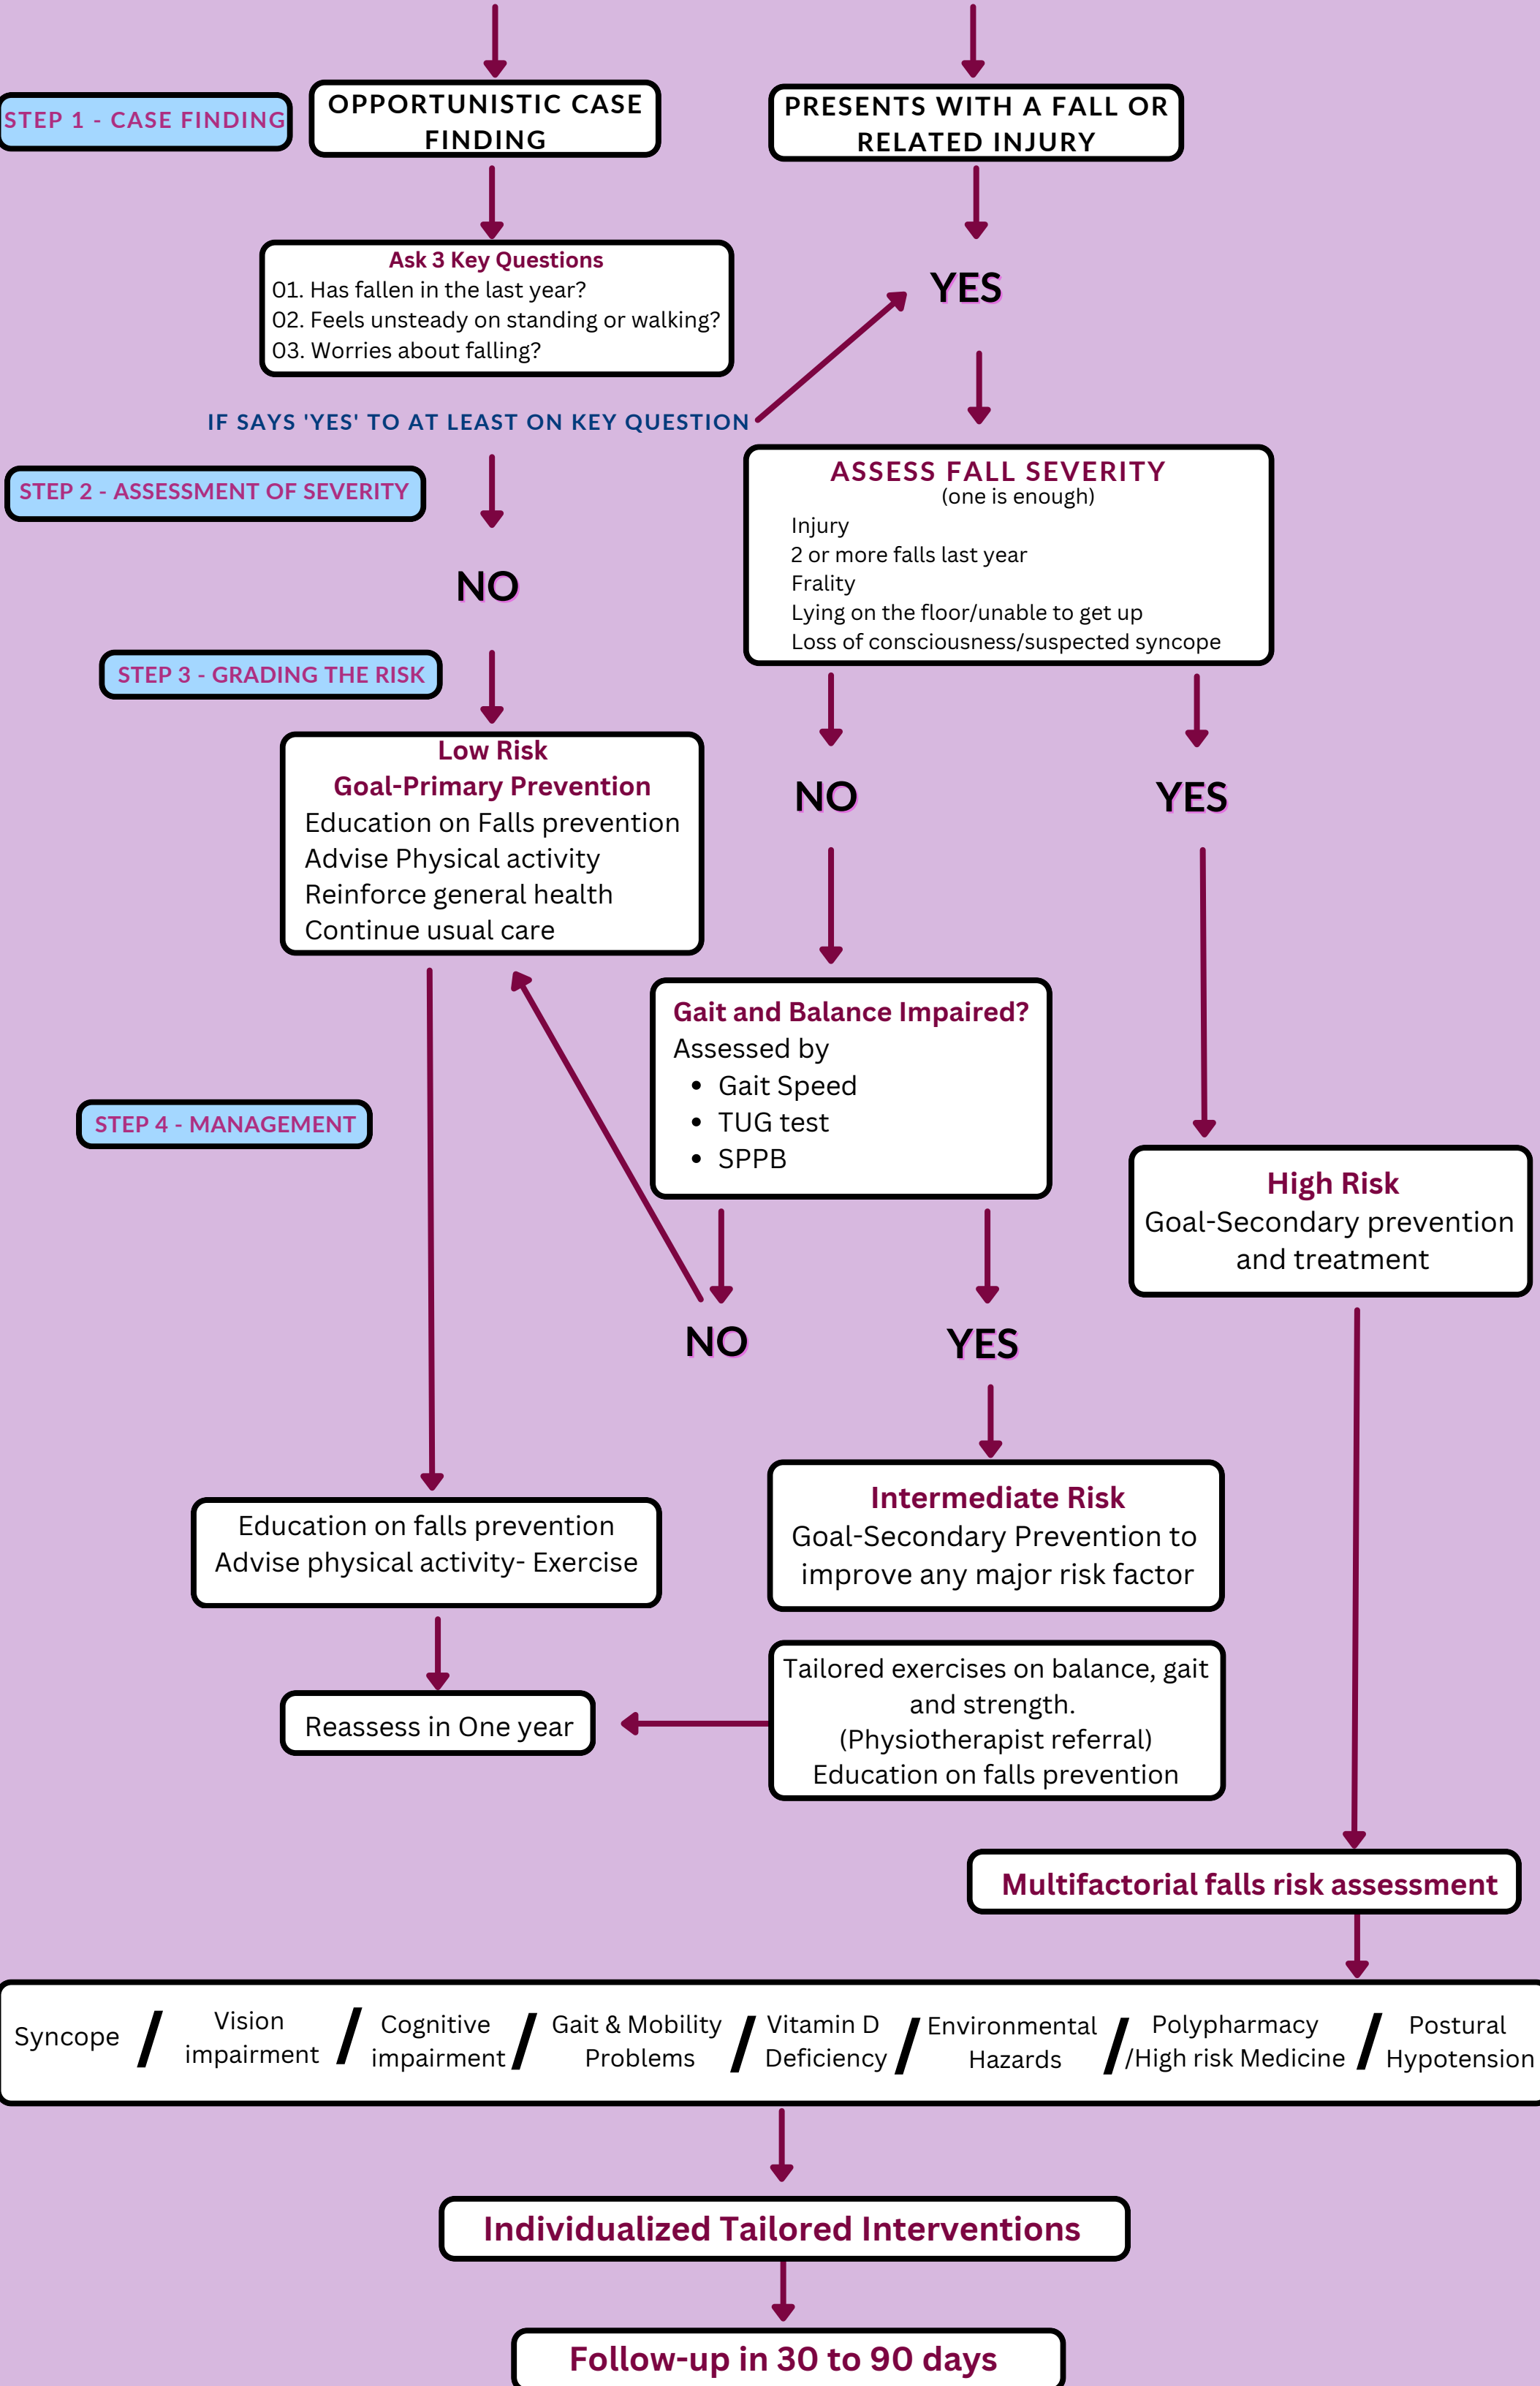 STEP 1 - CASE FINDING
OPPORTUNISTIC CASE
FINDING
PRESENTS WITH A FALL OR
RELATED INJURY
Ask 3 Key Questions
01. Has fallen in the last year?
02. Feels unsteady on standing or walking?
03. Worries about falling?
YES
IF SAYS 'YES' TO AT LEAST ON KEY QUESTION
STEP 2 - ASSESSMENT OF SEVERITY
ASSESS FALL SEVERITY
(one is enough)
Injury
2 or more falls last year
Frality
Lying on the floor/unable to get up
Loss of consciousness/suspected syncope
NO
STEP 3 - GRADING THE RISK
Low Risk
Goal-Primary Prevention
Education on Falls prevention
Advise Physical activity
Reinforce general health
Continue usual care
NO
YES
Gait and Balance Impaired?
Assessed by
• Gait Speed
• TUG test
• SPPB
STEP 4 - MANAGEMENT
High Risk
Goal-Secondary prevention
and treatment
NO
YES
Intermediate Risk
Goal-Secondary Prevention to
improve any major risk factor
Education on falls prevention
Advise physical activity- Exercise
Tailored exercises on balance, gait
and strength.
(Physiotherapist referral)
Education on falls prevention
Reassess in One year
Multifactorial falls risk assessment
Syncope /
Vision
impairment /
Cognitive
impairment /
Gait & Mobility
Problems /
Vitamin D
Deficiency /
Environmental
Hazards /
Polypharmacy
/High risk Medicine /
Postural
Hypotension
Individualized Tailored Interventions
Follow-up in 30 to 90 days